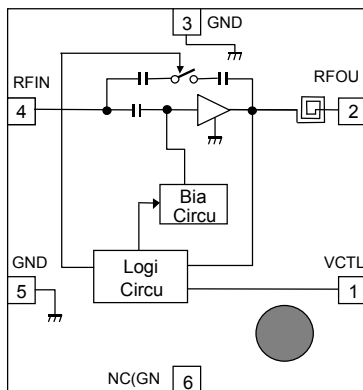 3 GND
RFIN
RFOU
4
2
Bia
Circu
GND
VCTL
Logi
Circu
5
1
NC(GN
6